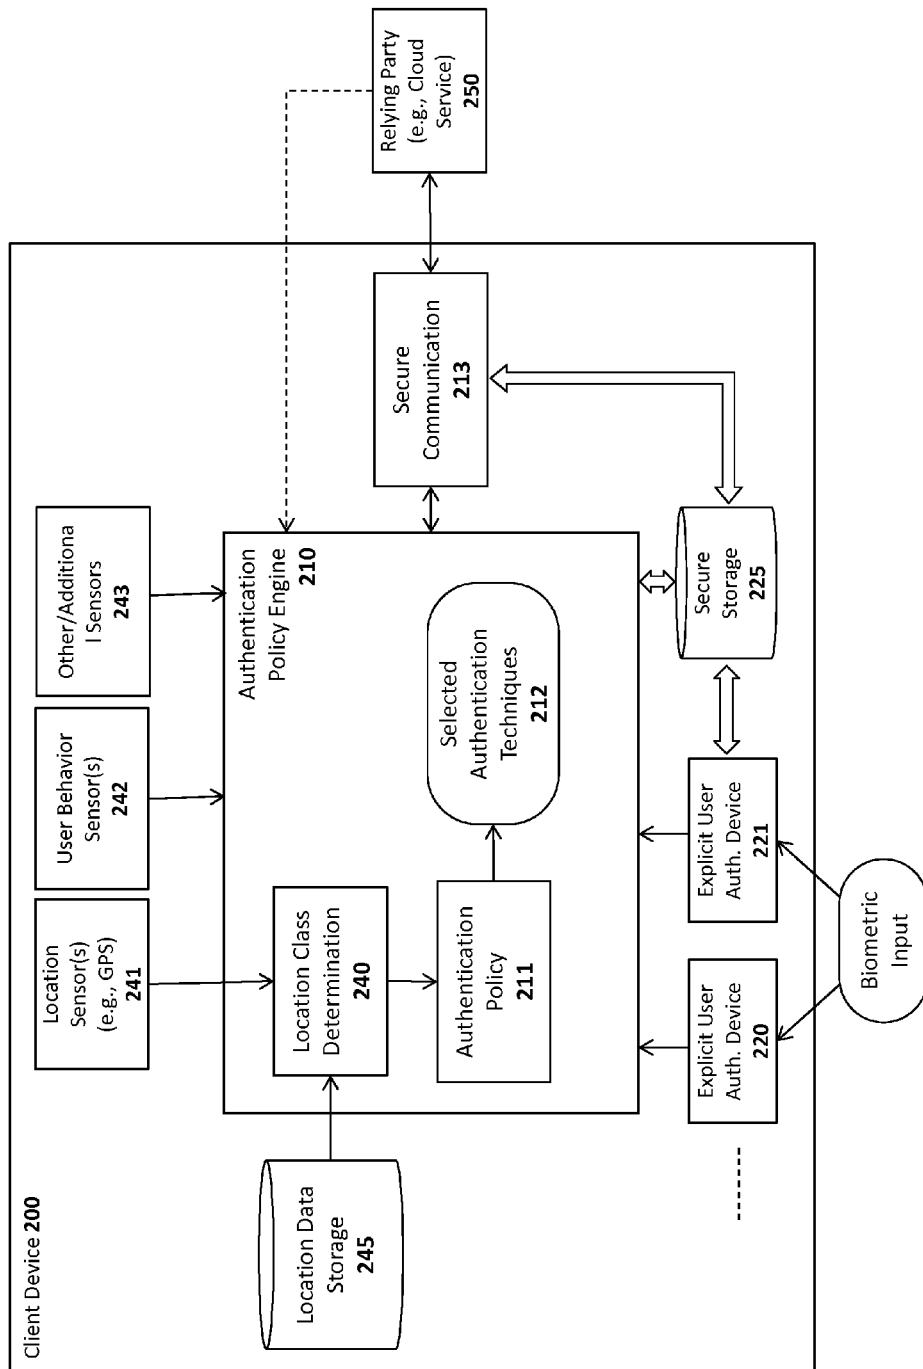 Client Device 200
Location
Sensor(s)
(e.g., GPS)
241
User Behavior
Sensor(s)
242
Other/Additiona
l Sensors
243
Location Data
Storage
245
Authentication
Policy Engine
210
Location Class
Determination
240
Authentication
Policy
211
Selected
Authentication
Techniques
212
Secure
Communication
213
Relying Party
(e.g., Cloud
Service)
250
Explicit User
Auth. Device
220
Explicit User
Auth. Device
221
Secure
Storage
225
Biometric
Input